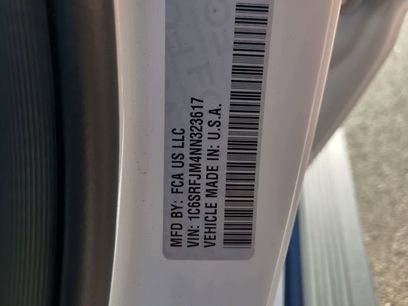 MFD BY: FCA US LLC
VIN: 1C6SRFJM4NN323617
VEHICLE MADE IN: U.S.A.